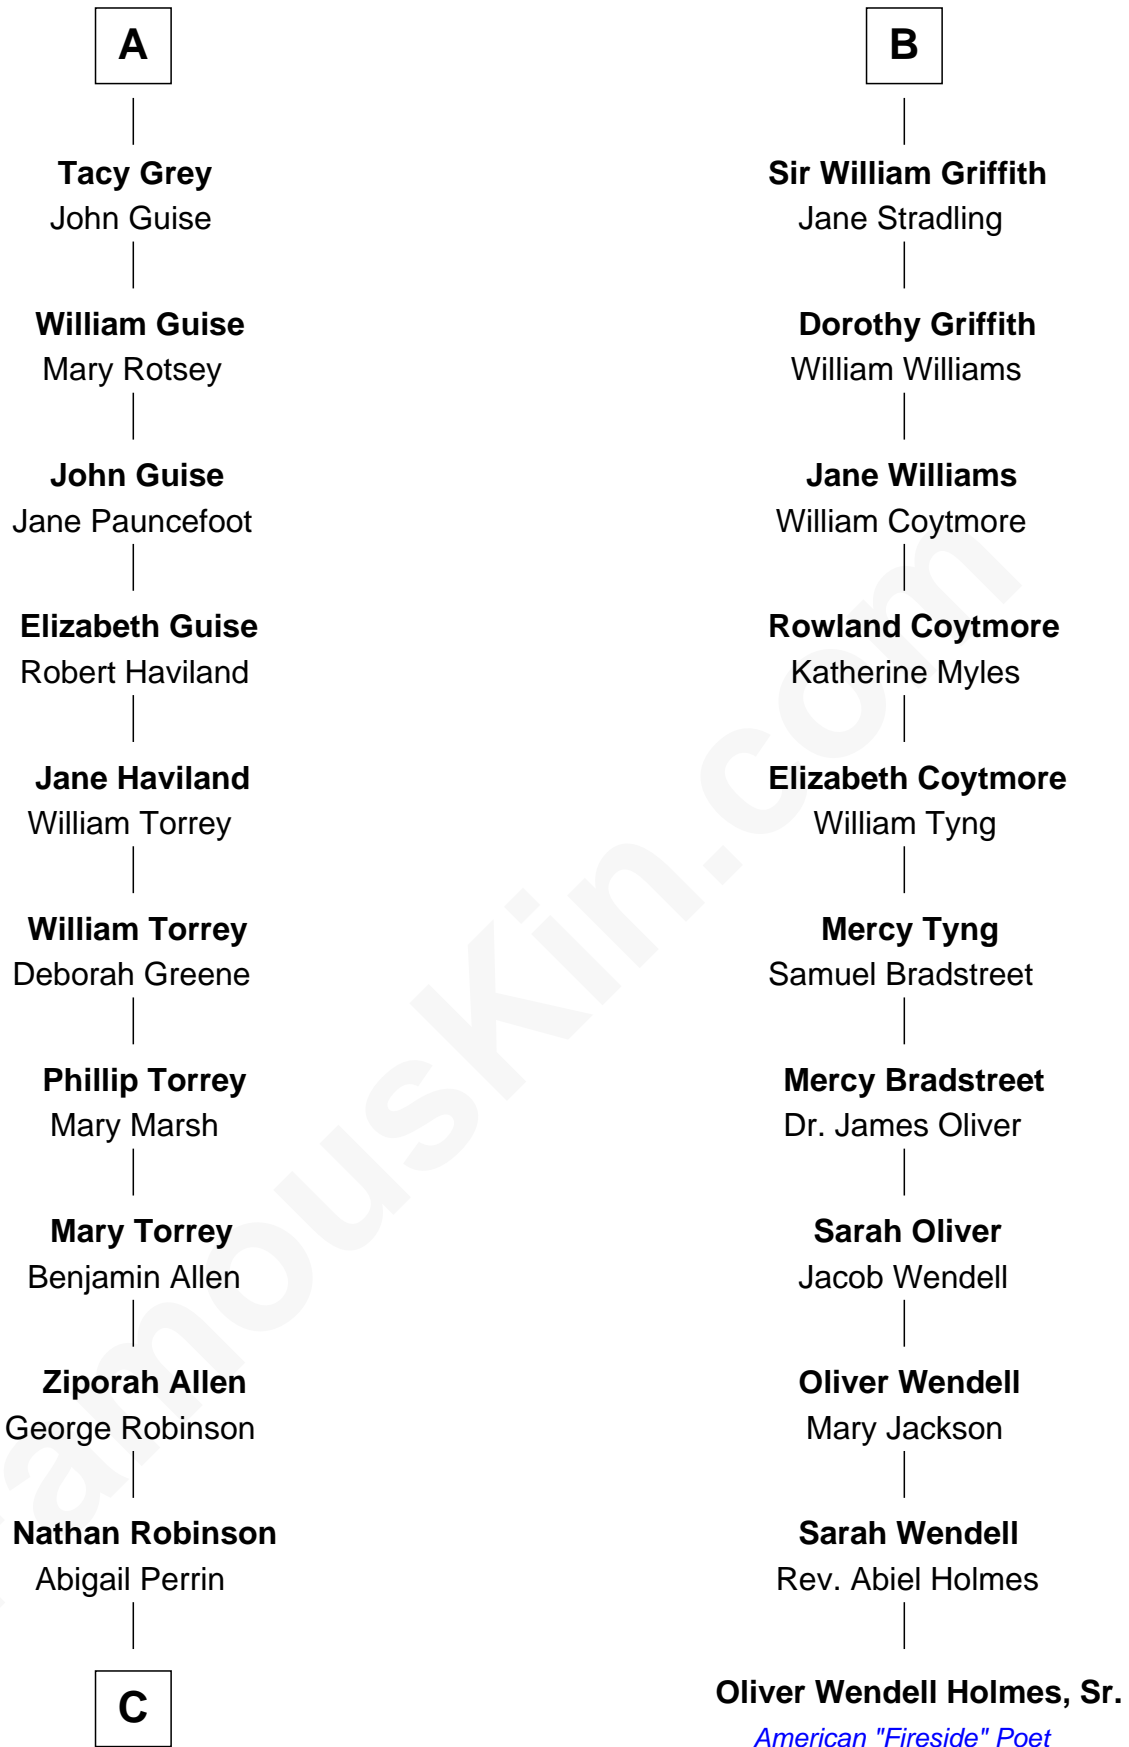 A
Tacy Grey
John Guise
William Guise
Mary Rotsey
John Guise
Jane Pauncefoot
Elizabeth Guise
Robert Haviland
Jane Haviland
William Torrey
William Torrey
Deborah Greene
Phillip Torrey
Mary Marsh
Mary Torrey
Benjamin Allen
Ziporah Allen
George Robinson
Nathan Robinson
Abigail Perrin
C
B
Sir William Griffith
Jane Stradling
Dorothy Griffith
William Williams
Jane Williams
William Coytmore
Rowland Coytmore
Katherine Myles
Elizabeth Coytmore
William Tyng
Mercy Tyng
Samuel Bradstreet
Mercy Bradstreet
Dr. James Oliver
Sarah Oliver
Jacob Wendell
Oliver Wendell
Mary Jackson
Sarah Wendell
Rev. Abiel Holmes
Oliver Wendell Holmes, Sr.
American "Fireside" Poet
FamousKin.com